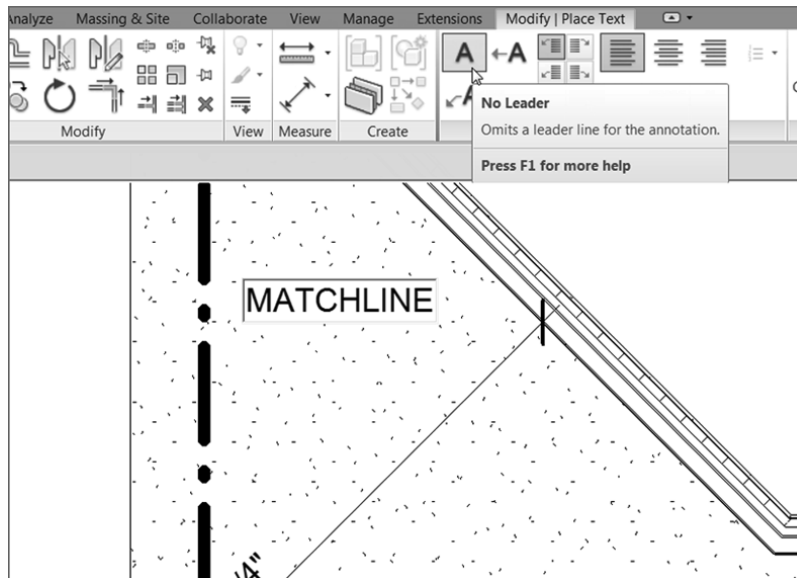 Analyze Massing & Site Collaborate View Manage Extensions Modify | Place Text
A A
A
Modify View Measure Create
No Leader
Omits a leader line for the annotation.
Press F1 for more help
MATCHLINE
/4"